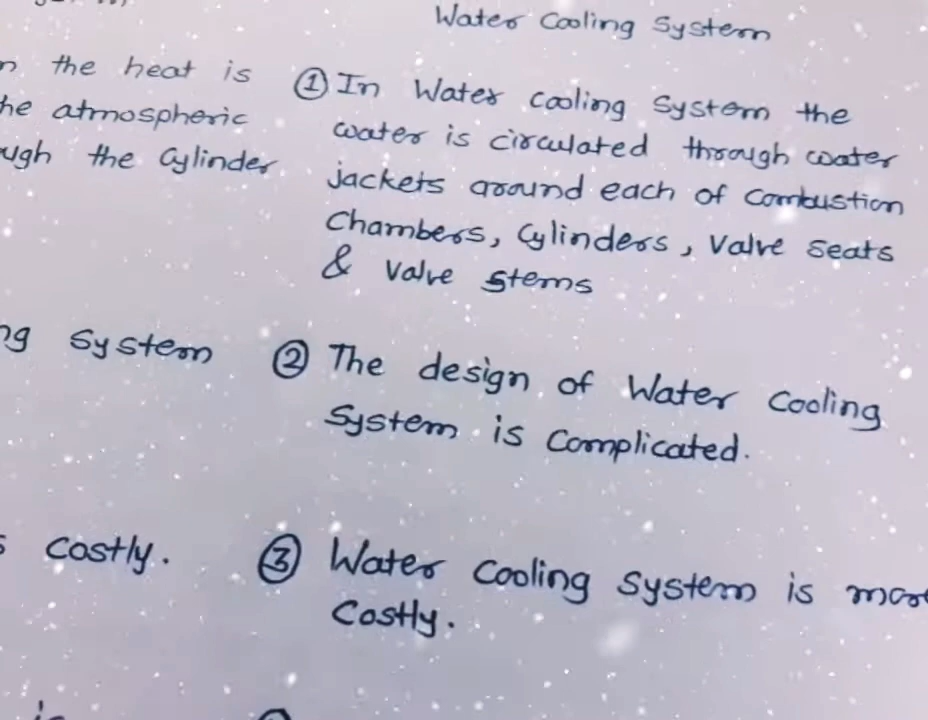 Water Cooling System
the heat is
atmospheric
the Cylinder.
① In Water cooling System the
water is circulated through water
jackets around each of combustion
Chambers, Cylinders, Valve seats
& Valve stems
System
② The design of Water Cooling
System is Complicated.
costly.
③ Water Cooling System is more
Costly.